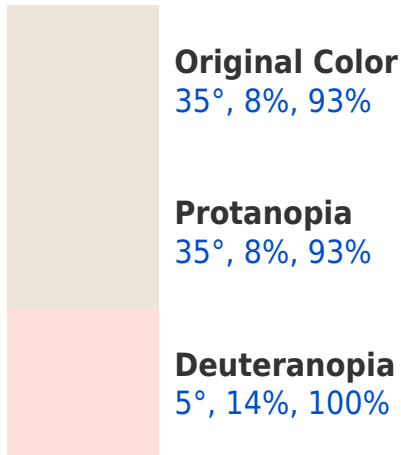 Original Color
35°, 8%, 93%
Protanopia
35°, 8%, 93%
Deuteranopia
5°, 14%, 100%